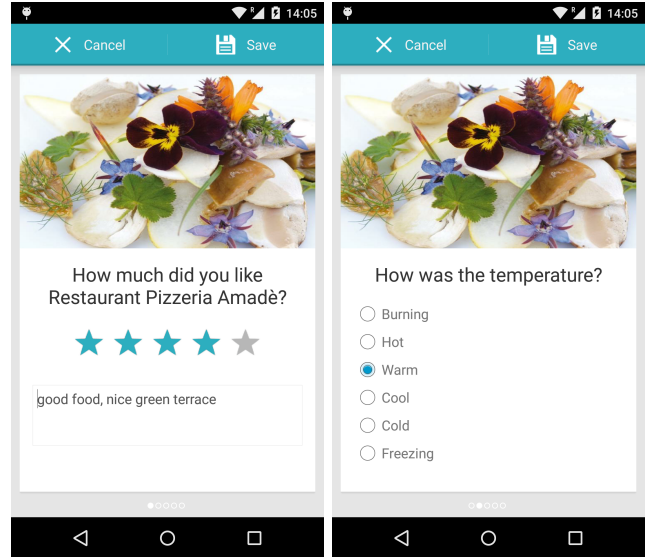 R 14:05
Cancel Save
How much did you like
Restaurant Pizzeria Amadè?
good food, nice green terrace
R 14:05
Cancel Save
How was the temperature?
Burning
Hot
Warm
Cool
Cold
Freezing